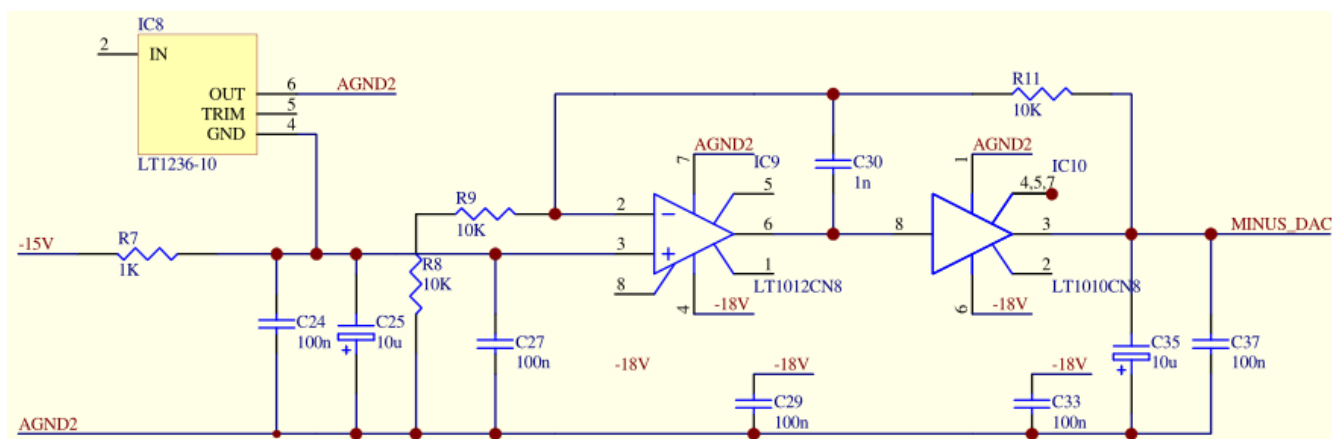 IC8
2
IN
OUT
6
AGND2
TRIM
5
GND
4
LT1236-10
R11
10K
AGND2
7
IC9
C30
1n
AGND2
1
IC10
4,5,7
R9
10K
2
5
3
6
8
3
MINUS_DAC
-15V
R7
1K
R8
10K
8
1
LT1012CN8
4
-18V
2
LT1010CN8
6
-18V
C24
100n
C25
10u
+
C27
100n
-18V
-18V
C29
100n
-18V
C33
100n
C35
10u
+
C37
100n
AGND2